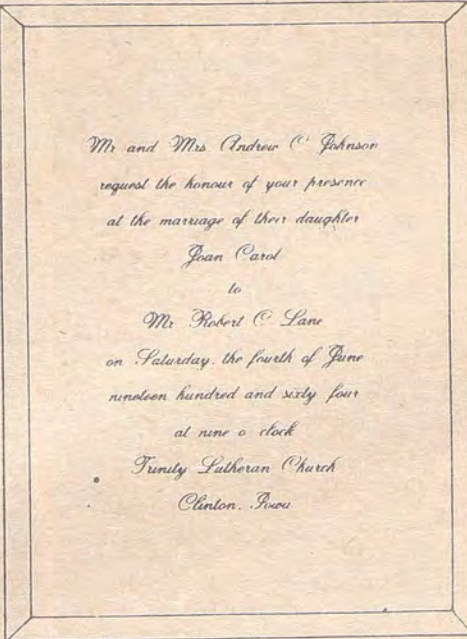 Mr and Mrs Andrew C Johnson
request the honour of your presence
at the marriage of their daughter
Joan Carol
to
Mr Robert C Lane
on Saturday, the fourth of June
nineteen hundred and sixty four
at nine o clock
Trinity Lutheran Church
Clinton, Iowa